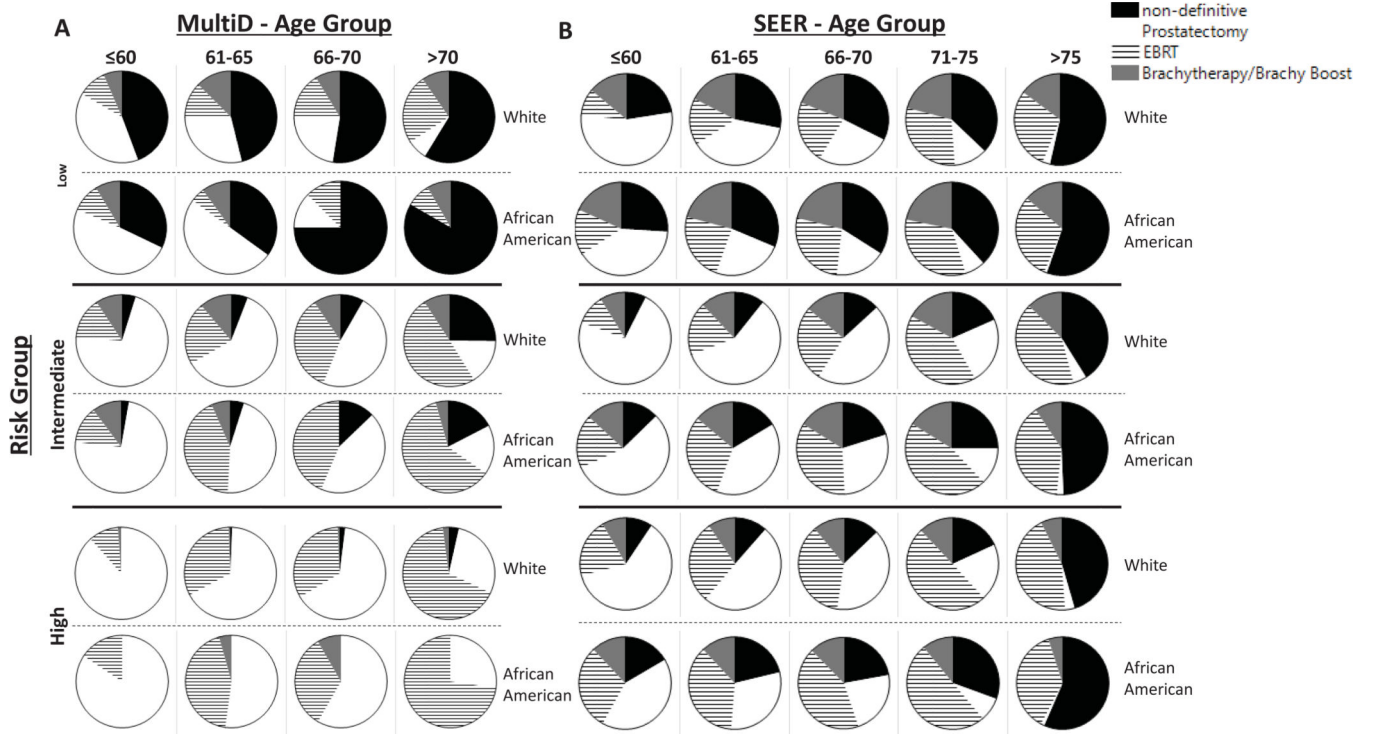 A
MultiD - Age Group
B
SEER - Age Group
non-definitive
Prostatectomy
EBRT
Brachytherapy/Brachy Boost
≤60
61-65
66-70
>70
≤60
61-65
66-70
71-75
>75
Risk Group
Low
White
White
African
American
African
American
Intermediate
White
White
African
American
African
American
High
White
White
African
American
African
American